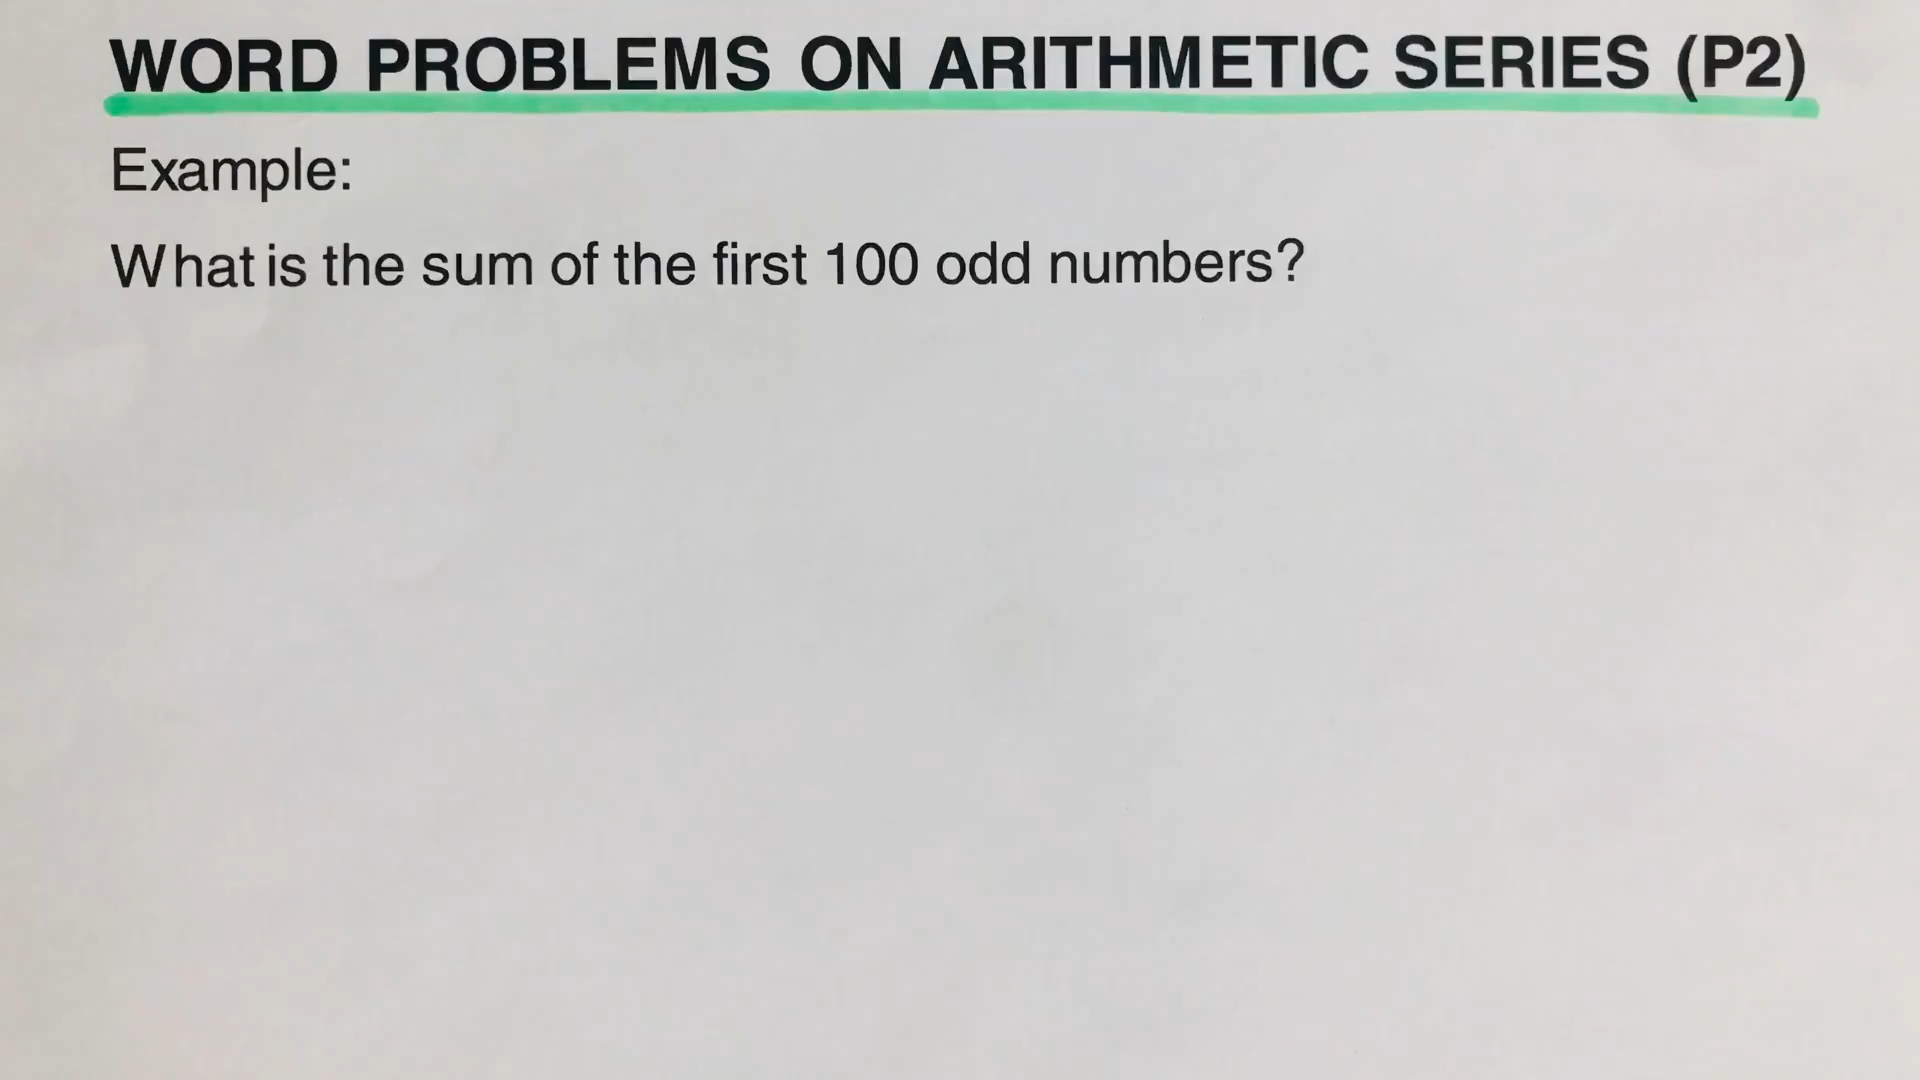 WORD PROBLEMS ON ARITHMETIC SERIES (P2)
Example:
What is the sum of the first 100 odd numbers?